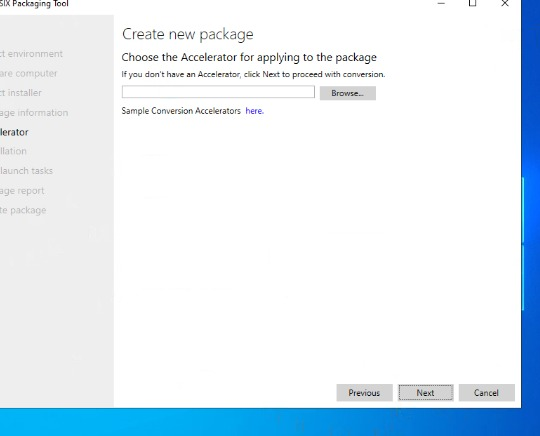 SIX Packaging Tool
Create new package
Choose the Accelerator for applying to the package
If you don't have an Accelerator, click Next to proceed with conversion.
Browse...
Sample Conversion Accelerators here.
ct environment
are computer
ct installer
age information
lerator
llation
launch tasks
age report
te package
Previous
Next
Cancel